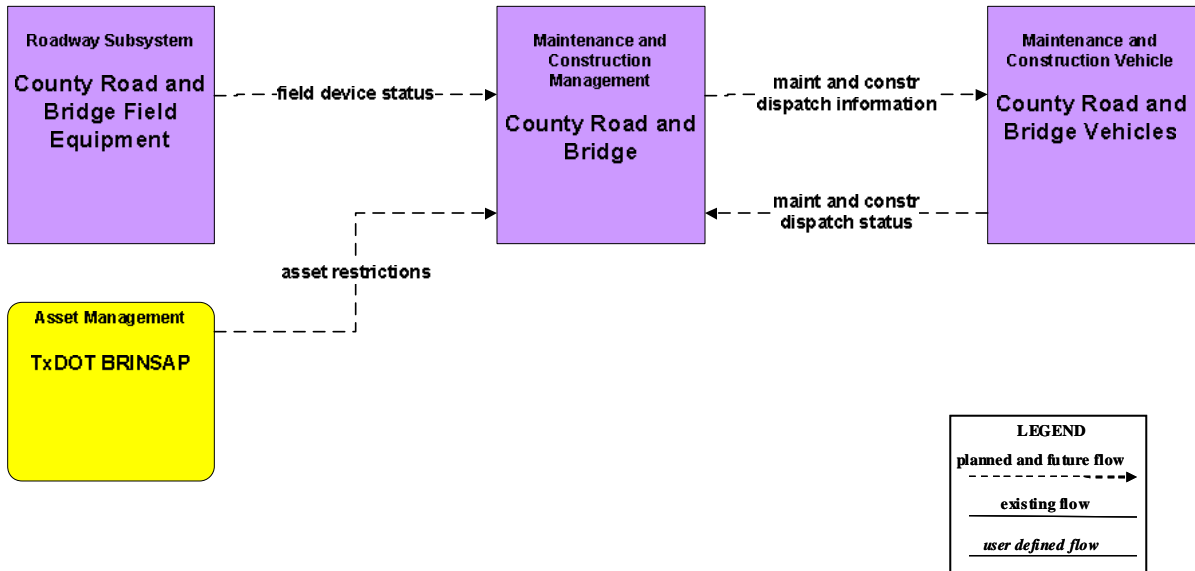 Roadway Subsystem
County Road and
Bridge Field
Equipment
field device status
Maintenance and
Construction
Management
County Road and
Bridge
maint and constr
dispatch information
Maintenance and
Construction Vehicle
County Road and
Bridge Vehicles
maint and constr
dispatch status
asset restrictions
Asset Management
TxDOT BRINSAP
LEGEND
planned and future flow
existing flow
user defined flow